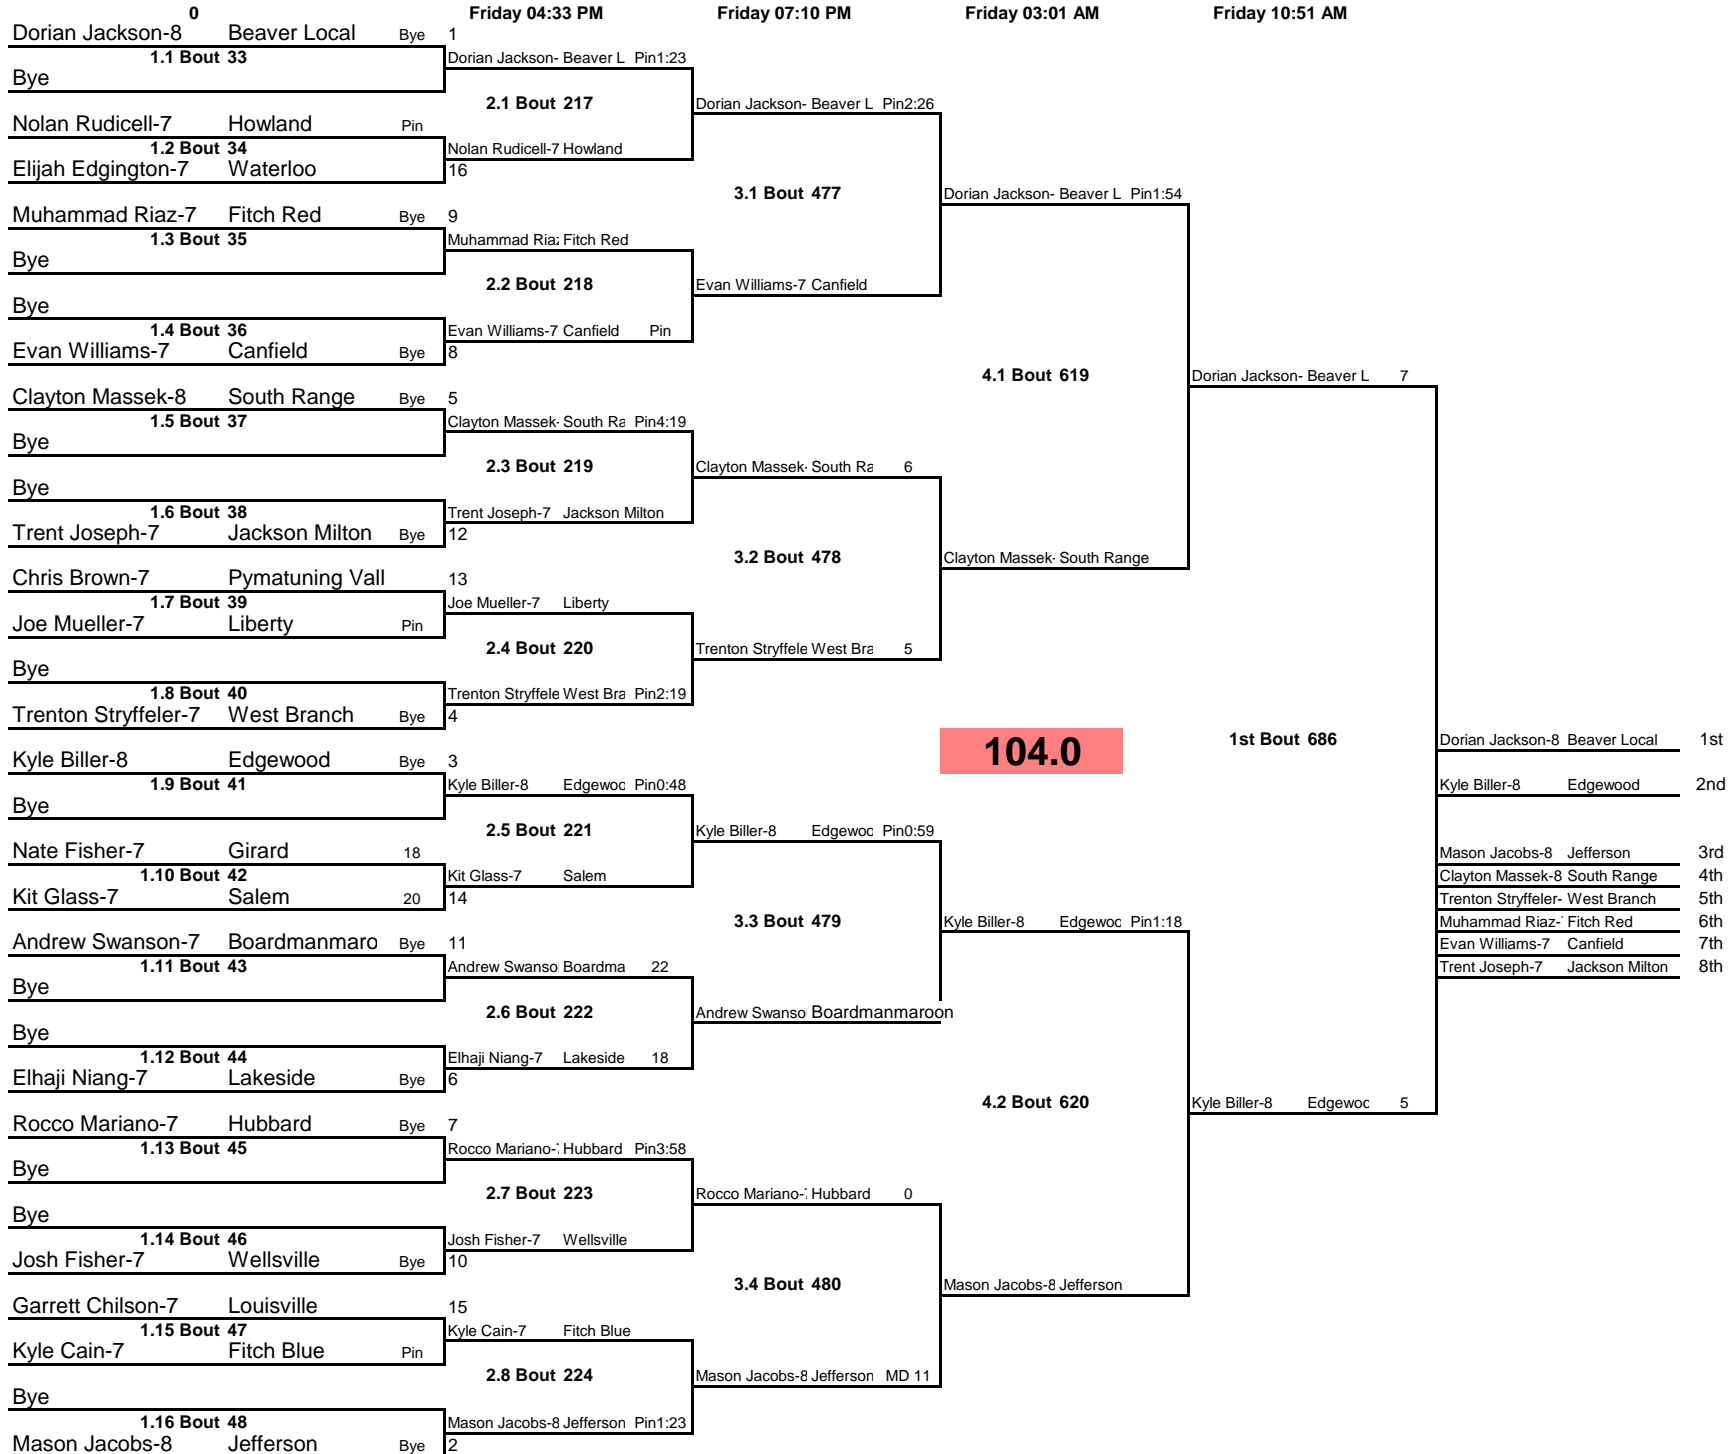 0 Friday 04:33 PM Friday 07:10 PM Friday 03:01 AM Friday 10:51 AM
Dorian Jackson-8 Beaver Local Bye 1
1.1 Bout 33
Dorian Jackson- Beaver L Pin1:23
Bye
2.1 Bout 217
Dorian Jackson- Beaver L Pin2:26
Nolan Rudicell-7 Howland Pin
1.2 Bout 34
Nolan Rudicell-7 Howland
Elijah Edgington-7 Waterloo 16
3.1 Bout 477
Dorian Jackson- Beaver L Pin1:54
Muhammad Riaz-7 Fitch Red Bye 9
1.3 Bout 35
Muhammad Riaz Fitch Red
Bye
2.2 Bout 218
Evan Williams-7 Canfield
Bye
1.4 Bout 36
Evan Williams-7 Canfield Pin
Evan Williams-7 Canfield Bye 8
4.1 Bout 619
Dorian Jackson- Beaver L 7
Clayton Massek-8 South Range Bye 5
1.5 Bout 37
Clayton Massek- South Ra Pin4:19
Bye
2.3 Bout 219
Clayton Massek- South Ra 6
Bye
1.6 Bout 38
Trent Joseph-7 Jackson Milton
Trent Joseph-7 Jackson Milton Bye 12
3.2 Bout 478
Clayton Massek- South Range
Chris Brown-7 Pymatuning Vall 13
1.7 Bout 39
Joe Mueller-7 Liberty
Joe Mueller-7 Liberty Pin
2.4 Bout 220
Trenton Stryffele West Bra 5
Bye
1.8 Bout 40
Trenton Stryffele West Bra Pin2:19
Trenton Stryffeler-7 West Branch Bye 4
104.0
1st Bout 686
Dorian Jackson-8 Beaver Local 1st
Kyle Biller-8 Edgewood Bye 3
1.9 Bout 41
Kyle Biller-8 Edgewoo Pin0:48
Kyle Biller-8 Edgewood 2nd
Bye
2.5 Bout 221
Kyle Biller-8 Edgewoo Pin0:59
Nate Fisher-7 Girard 18
Mason Jacobs-8 Jefferson 3rd
1.10 Bout 42
Kit Glass-7 Salem
Clayton Massek-8 South Range 4th
Kit Glass-7 Salem 20 14
Trenton Stryffeler- West Branch 5th
3.3 Bout 479
Kyle Biller-8 Edgewoo Pin1:18
Muhammad Riaz- Fitch Red 6th
Andrew Swanson-7 Boardmanmaro Bye 11
Evan Williams-7 Canfield 7th
1.11 Bout 43
Andrew Swanso Boardma 22
Trent Joseph-7 Jackson Milton 8th
Bye
2.6 Bout 222
Andrew Swanso Boardmanmaroon
Bye
1.12 Bout 44
Elhaji Niang-7 Lakeside 18
Elhaji Niang-7 Lakeside Bye 6
4.2 Bout 620
Kyle Biller-8 Edgewoo 5
Rocco Mariano-7 Hubbard Bye 7
1.13 Bout 45
Rocco Mariano- Hubbard Pin3:58
Bye
2.7 Bout 223
Rocco Mariano- Hubbard 0
Bye
1.14 Bout 46
Josh Fisher-7 Wellsville
Josh Fisher-7 Wellsville Bye 10
3.4 Bout 480
Mason Jacobs-8 Jefferson
Garrett Chilson-7 Louisville 15
1.15 Bout 47
Kyle Cain-7 Fitch Blue
Kyle Cain-7 Fitch Blue Pin
2.8 Bout 224
Mason Jacobs-8 Jefferson MD 11
Bye
1.16 Bout 48
Mason Jacobs-8 Jefferson Pin1:23
Mason Jacobs-8 Jefferson Bye 2